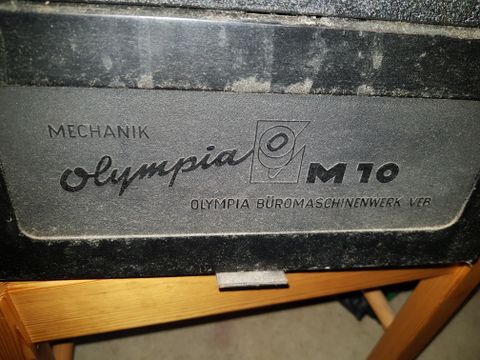 MECHANIK
Olympia M 10
OLYMPIA BÜROMASCHINENWERK VEB